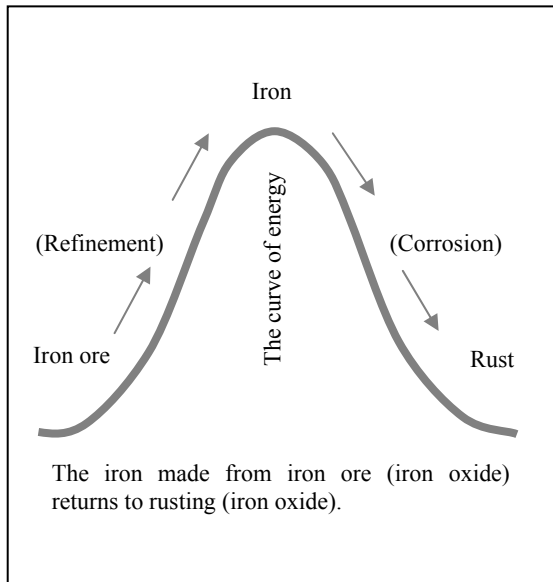 Iron
(Refinement)
The curve of energy
(Corrosion)
Iron ore
Rust
The iron made from iron ore (iron oxide)
returns to rusting (iron oxide).